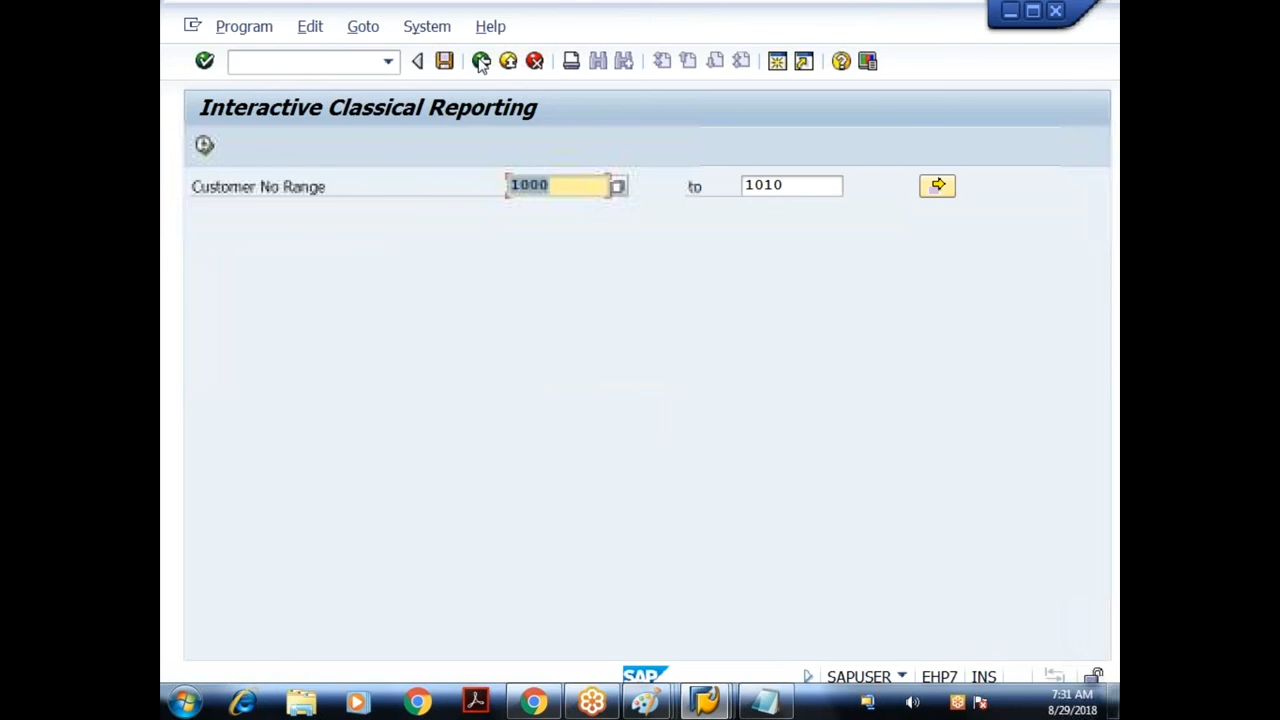 Program Edit Goto System Help
Interactive Classical Reporting
Customer No Range 1000 to 1010
SAP SAPUSER EHP7 INS
7:31 AM
8/29/2018